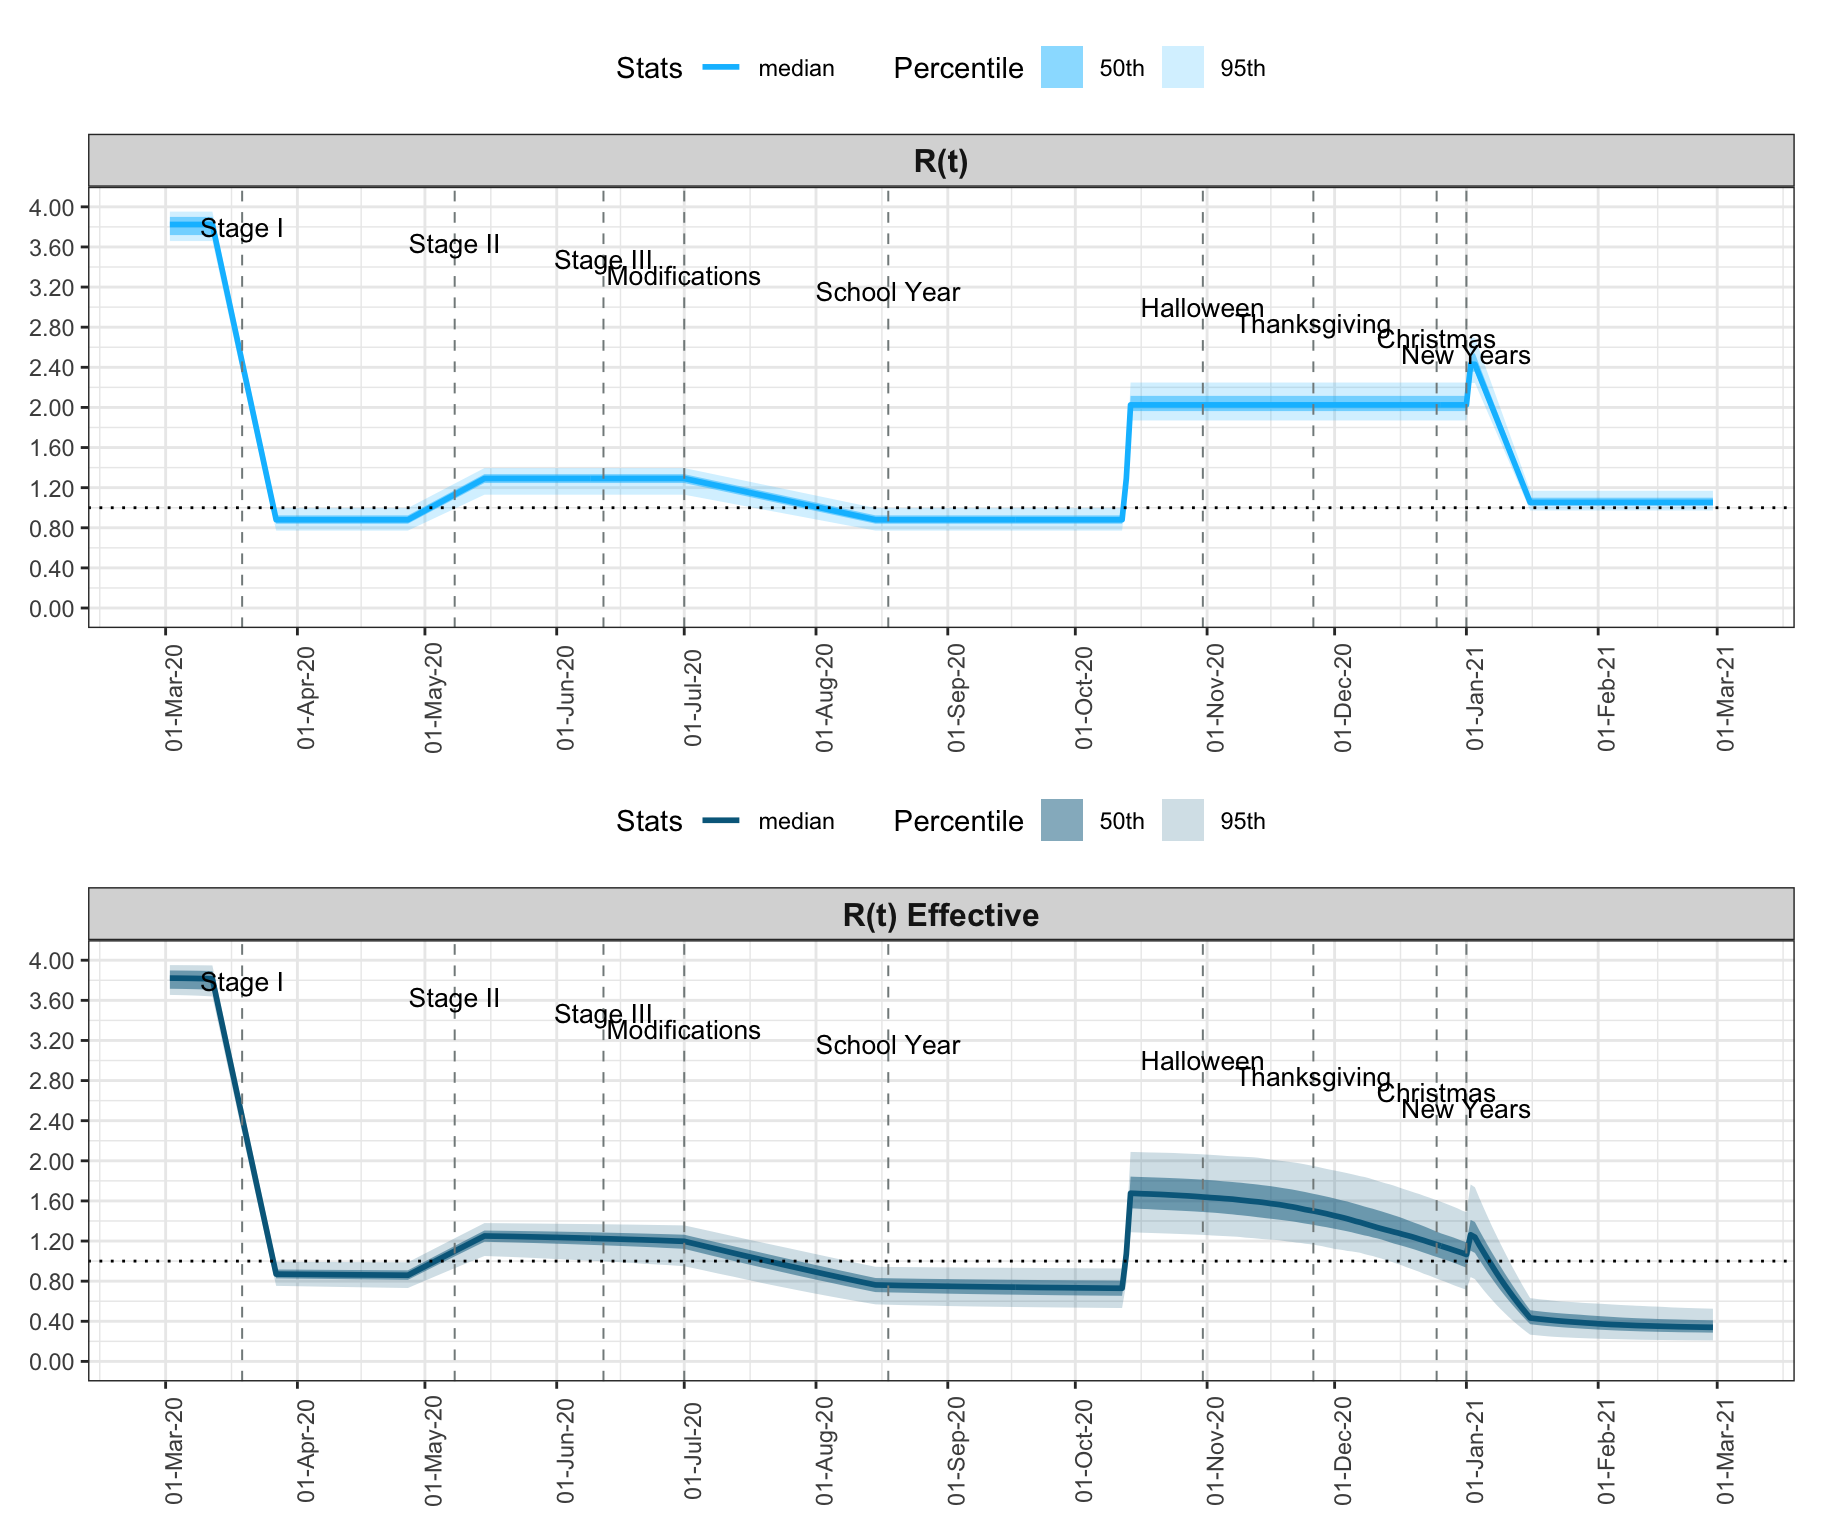 Stats median Percentile 50th 95th
R(t)
4.00
3.60
3.20
2.80
2.40
2.00
1.60
1.20
0.80
0.40
0.00
Stage I
Stage II
Stage III
Modifications
School Year
Halloween
Thanksgiving
Christmas
New Years
01-Mar-20
01-Apr-20
01-May-20
01-Jun-20
01-Jul-20
01-Aug-20
01-Sep-20
01-Oct-20
01-Nov-20
01-Dec-20
01-Jan-21
01-Feb-21
01-Mar-21
Stats median Percentile 50th 95th
R(t) Effective
4.00
3.60
3.20
2.80
2.40
2.00
1.60
1.20
0.80
0.40
0.00
Stage I
Stage II
Stage III
Modifications
School Year
Halloween
Thanksgiving
Christmas
New Years
01-Mar-20
01-Apr-20
01-May-20
01-Jun-20
01-Jul-20
01-Aug-20
01-Sep-20
01-Oct-20
01-Nov-20
01-Dec-20
01-Jan-21
01-Feb-21
01-Mar-21